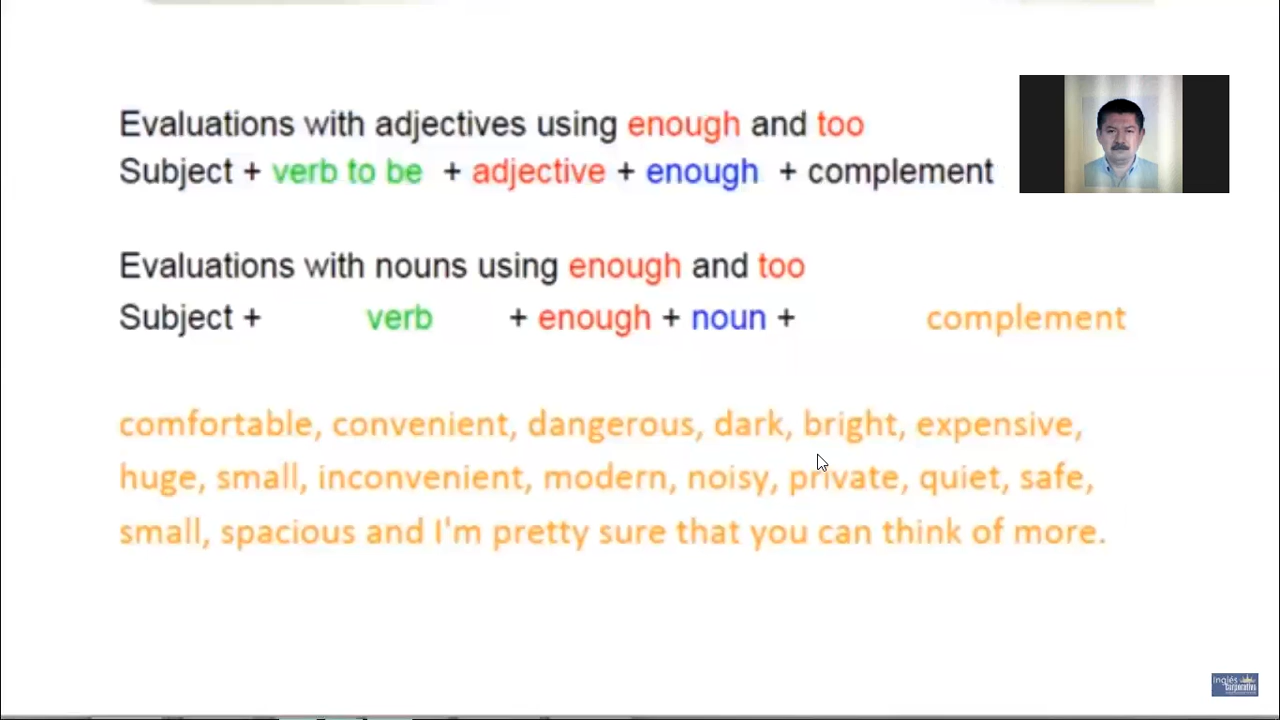 Evaluations with adjectives using enough and too
Subject + verb to be + adjective + enough + complement
Evaluations with nouns using enough and too
Subject + verb + enough + noun + complement
comfortable, convenient, dangerous, dark, bright, expensive,
huge, small, inconvenient, modern, noisy, private, quiet, safe,
small, spacious and I'm pretty sure that you can think of more.
Inglés
Corporativo